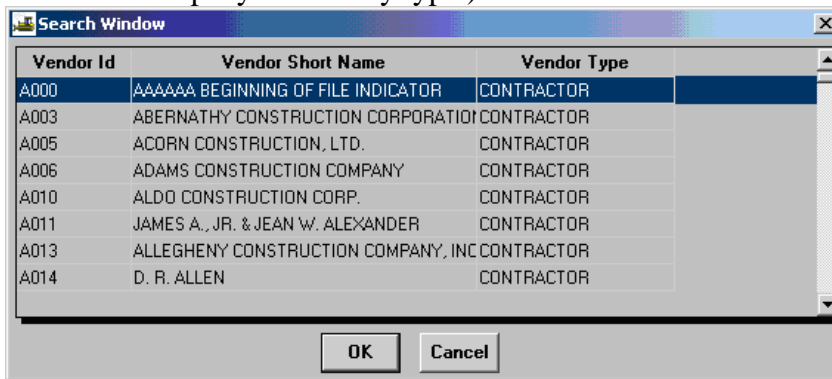 Search Window
Vendor Id Vendor Short Name Vendor Type
A000 AAAAAA BEGINNING OF FILE INDICATOR CONTRACTOR
A003 ABERNATHY CONSTRUCTION CORPORATION CONTRACTOR
A005 ACORN CONSTRUCTION, LTD. CONTRACTOR
A006 ADAMS CONSTRUCTION COMPANY CONTRACTOR
A010 ALDO CONSTRUCTION CORP. CONTRACTOR
A011 JAMES A., JR. & JEAN W. ALEXANDER CONTRACTOR
A013 ALLEGHENY CONSTRUCTION COMPANY, INC CONTRACTOR
A014 D. R. ALLEN CONTRACTOR
OK Cancel